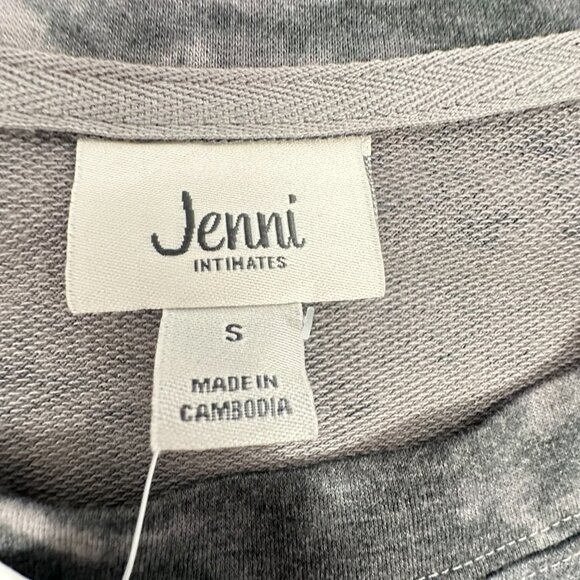 Jenni
INTIMATES
S
MADE IN
CAMBODIA